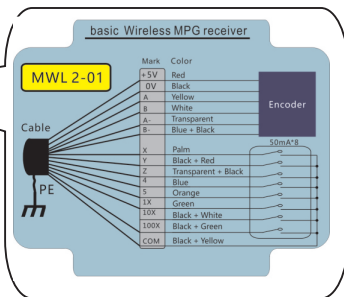 basic Wireless MPG receiver
MWL 2-01
Mark Color
+5V Red
0V Black
A Yellow
B White
A- Transparent
B- Blue + Black
Encoder
Cable
PE
50mA*8
X Palm
Y Black + Red
Z Transparent + Black
4 Blue
5 Orange
1X Green
10X Black + White
100X Black + Green
COM Black + Yellow